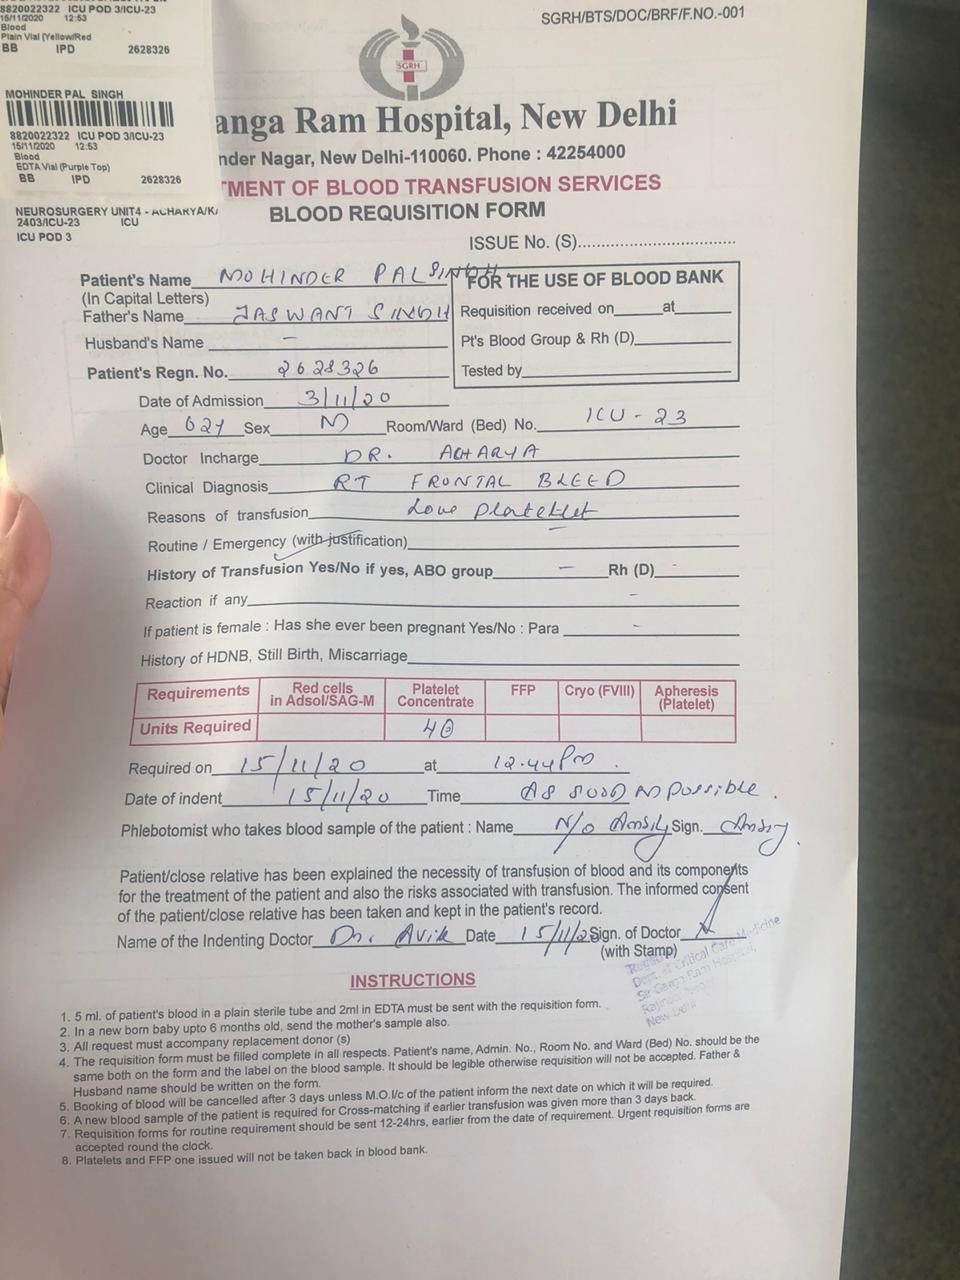 8820022322 ICU POD 3/ICU-23
15/11/2020 12:53
Blood
Plain Vial (Yellow/Red
BB IPD 2628326
MOHINDER PAL SINGH
8820022322 ICU POD 3/ICU-23
15/11/2020 12:53
Blood
EDTA Vial (Purple Top)
BB IPD 2628326
NEUROSURGERY UNIT4 - ACHARYA/K
2403/ICU-23 ICU
ICU POD 3
SGRH/BTS/DOC/BRF/F.NO.-001
SGRH
anga Ram Hospital, New Delhi
nder Nagar, New Delhi-110060. Phone : 42254000
TMENT OF BLOOD TRANSFUSION SERVICES
BLOOD REQUISITION FORM
ISSUE No. (S)
Patient's Name MOHINDER PAL SINGH
(In Capital Letters)
Father's Name JASWANT SINGH
Husband's Name -
Patient's Regn. No. 2628326
FOR THE USE OF BLOOD BANK
Requisition received on at
Pt's Blood Group & Rh (D)
Tested by
Date of Admission 3/11/20
Age 62y Sex M Room/Ward (Bed) No. ICU - 23
Doctor Incharge DR. ACHARYA
Clinical Diagnosis RT FRONTAL BLEED
Reasons of transfusion Low platelet
Routine / Emergency (with justification)
History of Transfusion Yes/No if yes, ABO group - Rh (D) -
Reaction if any -
If patient is female : Has she ever been pregnant Yes/No : Para -
History of HDNB, Still Birth, Miscarriage
Requirements Red cells in Adsol/SAG-M Platelet Concentrate FFP Cryo (FVIII) Apheresis (Platelet)
Units Required
Required on 15/11/20 at 12.44 Pm.
Date of indent 15/11/20 Time As soon as possible.
Phlebotomist who takes blood sample of the patient : Name N/O Sign.
Patient/close relative has been explained the necessity of transfusion of blood and its components
for the treatment of the patient and also the risks associated with transfusion. The informed consent
of the patient/close relative has been taken and kept in the patient's record.
Name of the Indenting Doctor Dr. Avik Date 15/11/20 Sign. of Doctor
(with Stamp)
Dept. of Critical Care Medicine
Sir Ganga Ram Hospital,
New Delhi
INSTRUCTIONS
1. 5 ml. of patient's blood in a plain sterile tube and 2ml in EDTA must be sent with the requisition form.
2. In a new born baby upto 6 months old, send the mother's sample also.
3. All request must accompany replacement donor (s)
4. The requisition form must be filled complete in all respects. Patient's name, Admin. No., Room No. and Ward (Bed) No. should be the
same both on the form and the label on the blood sample. It should be legible otherwise requisition will not be accepted. Father &
Husband name should be written on the form.
5. Booking of blood will be cancelled after 3 days unless M.O.I/c of the patient inform the next date on which it will be required.
6. A new blood sample of the patient is required for Cross-matching if earlier transfusion was given more than 3 days back.
7. Requisition forms for routine requirement should be sent 12-24hrs, earlier from the date of requirement. Urgent requisition forms are
accepted round the clock.
8. Platelets and FFP one issued will not be taken back in blood bank.